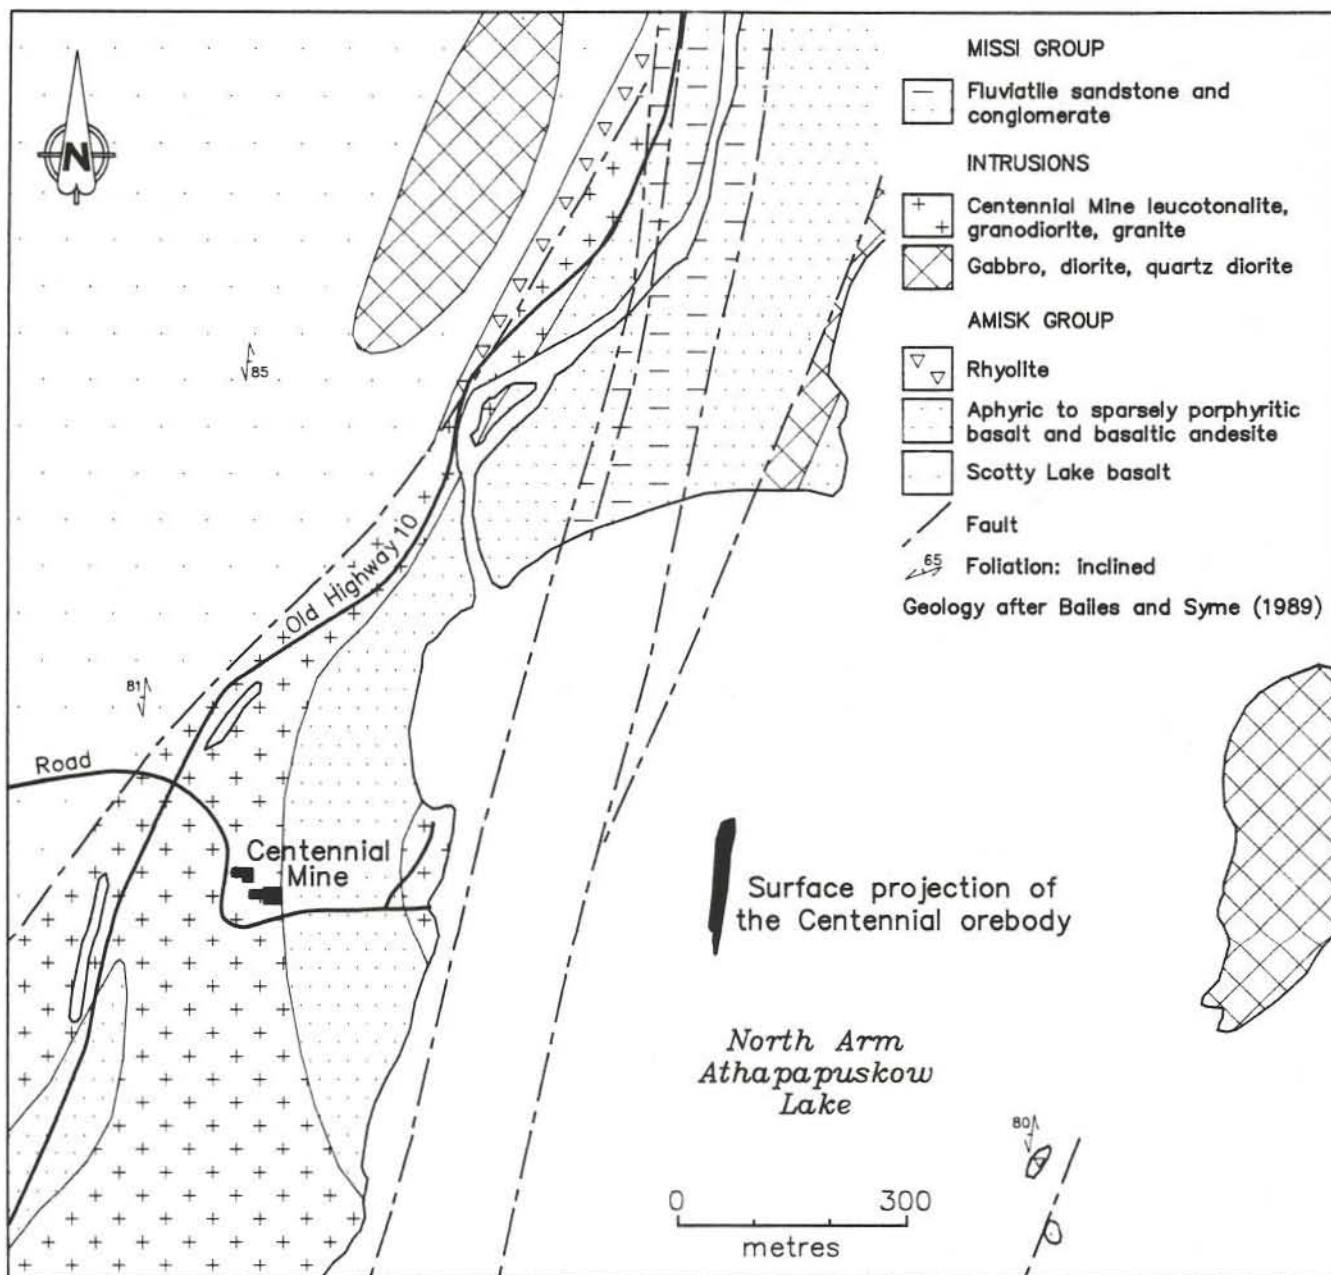 MISSI GROUP
Fluviatile sandstone and
conglomerate
INTRUSIONS
Centennial Mine leucotonalite,
granodiorite, granite
Gabbro, diorite, quartz diorite
AMISK GROUP
Rhyolite
Aphyric to sparsely porphyritic
basalt and basaltic andesite
Scotty Lake basalt
Fault
65
Foliation: inclined
Geology after Bailes and Syme (1989)
N
85
Old Highway 10
81
Road
Centennial
Mine
Surface projection of
the Centennial orebody
North Arm
Athapapuskow
Lake
80
0 300
metres